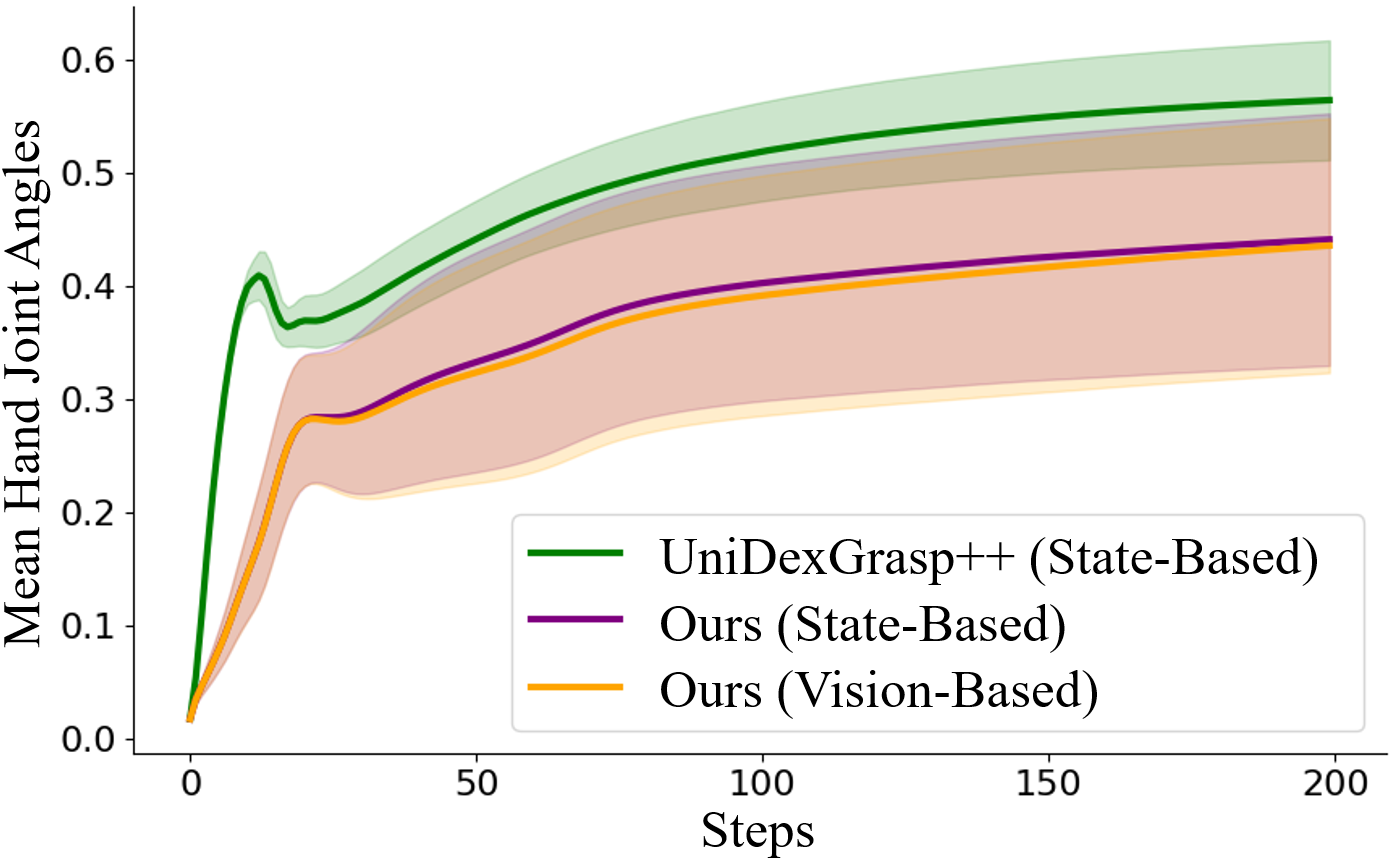 Mean Hand Joint Angles
0.6
0.5
0.4
0.3
0.2
0.1
0.0
UniDexGrasp++ (State-Based)
Ours (State-Based)
Ours (Vision-Based)
0 50 100 150 200
Steps